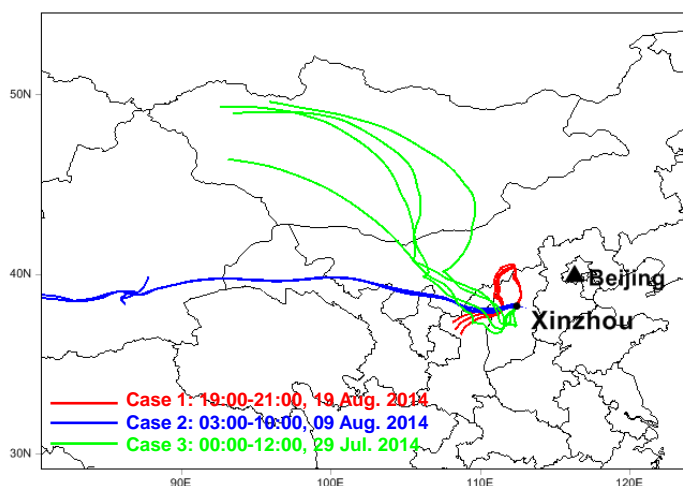 50N
40N
Beijing
Xinzhou
Case 1: 19:00-21:00, 19 Aug. 2014
Case 2: 03:00-10:00, 09 Aug. 2014
Case 3: 00:00-12:00, 29 Jul. 2014
30N
90E
100E
110E
120E